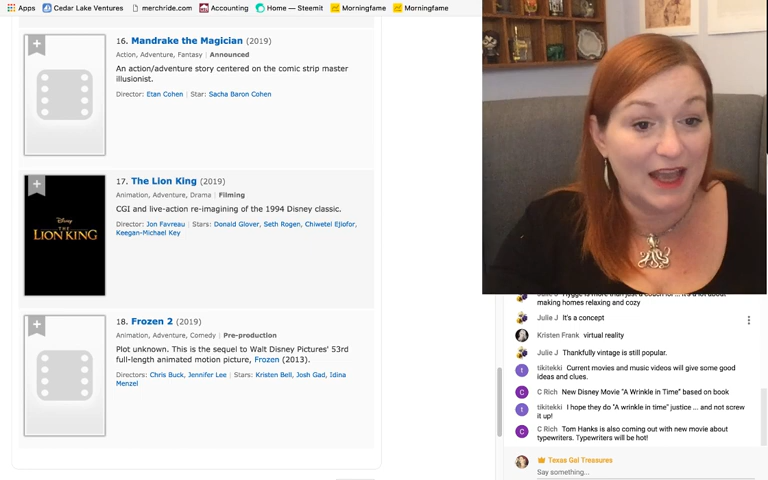 Apps Cedar Lake Ventures merchride.com Accounting Home — Steemit Morningfame Morningfame
16. Mandrake the Magician (2019)
Action, Adventure, Fantasy | Announced
An action/adventure story centered on the comic strip master
illusionist.
Director: Etan Cohen | Star: Sacha Baron Cohen
Disney
THE
LION KING
17. The Lion King (2019)
Animation, Adventure, Drama | Filming
CGI and live-action re-imagining of the 1994 Disney classic.
Director: Jon Favreau | Stars: Donald Glover, Seth Rogen, Chiwetel Ejiofor,
Keegan-Michael Key
18. Frozen 2 (2019)
Animation, Adventure, Comedy | Pre-production
Plot unknown. This is the sequel to Walt Disney Pictures' 53rd
full-length animated motion picture, Frozen (2013).
Directors: Chris Buck, Jennifer Lee | Stars: Kristen Bell, Josh Gad, Idina
Menzel
making homes relaxing and cozy
Julie J It's a concept
Kristen Frank virtual reality
Julie J Thankfully vintage is still popular.
tikitekki Current movies and music videos will give some good
ideas and clues.
C Rich New Disney Movie "A Wrinkle in Time" based on book
tikitekki I hope they do "A wrinkle in time" justice ... and not screw
it up!
C Rich Tom Hanks is also coming out with new movie about
typewriters. Typewriters will be hot!
Texas Gal Treasures
Say something...